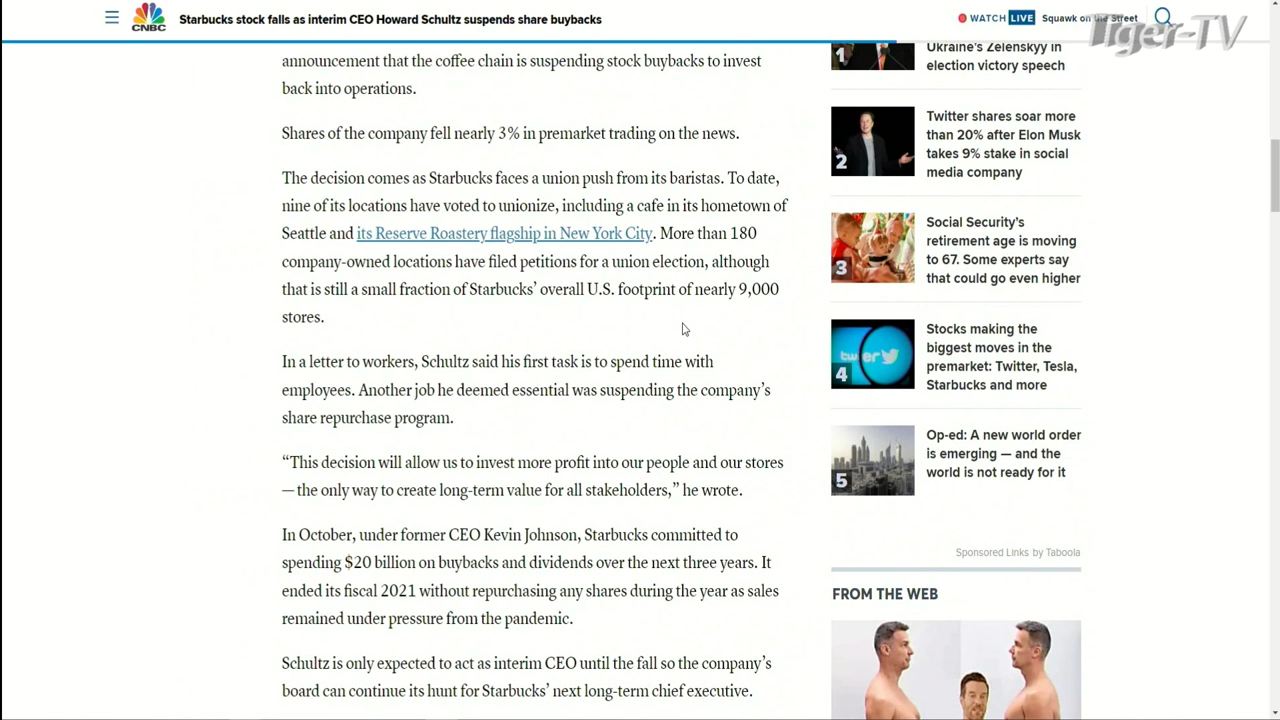 Starbucks stock falls as interim CEO Howard Schultz suspends share buybacks
CNBC
WATCH LIVE
Squawk on the Street
Tiger-TV
announcement that the coffee chain is suspending stock buybacks to invest
back into operations.
Shares of the company fell nearly 3% in premarket trading on the news.
The decision comes as Starbucks faces a union push from its baristas. To date,
nine of its locations have voted to unionize, including a cafe in its hometown of
Seattle and its Reserve Roastery flagship in New York City. More than 180
company-owned locations have filed petitions for a union election, although
that is still a small fraction of Starbucks’ overall U.S. footprint of nearly 9,000
stores.
In a letter to workers, Schultz said his first task is to spend time with
employees. Another job he deemed essential was suspending the company’s
share repurchase program.
“This decision will allow us to invest more profit into our people and our stores
— the only way to create long-term value for all stakeholders,” he wrote.
In October, under former CEO Kevin Johnson, Starbucks committed to
spending $20 billion on buybacks and dividends over the next three years. It
ended its fiscal 2021 without repurchasing any shares during the year as sales
remained under pressure from the pandemic.
Schultz is only expected to act as interim CEO until the fall so the company’s
board can continue its hunt for Starbucks’ next long-term chief executive.
1
Ukraine’s Zelenskyy in
election victory speech
2
Twitter shares soar more
than 20% after Elon Musk
takes 9% stake in social
media company
3
Social Security’s
retirement age is moving
to 67. Some experts say
that could go even higher
4
Stocks making the
biggest moves in the
premarket: Twitter, Tesla,
Starbucks and more
5
Op-ed: A new world order
is emerging — and the
world is not ready for it
Sponsored Links by Taboola
FROM THE WEB